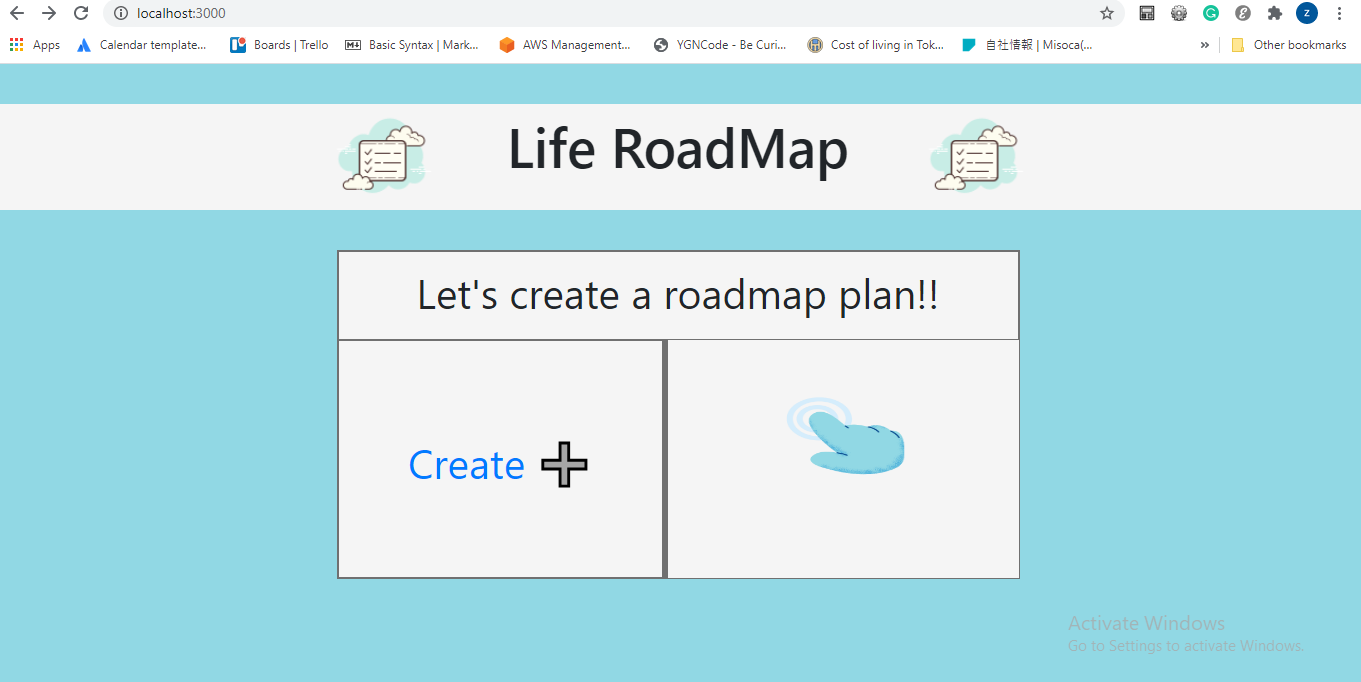 localhost:3000
Apps Calendar template... Boards | Trello Basic Syntax | Mark... AWS Management... YGNCode - Be Curi... Cost of living in Tok... 自社情報 | Misoca(... » Other bookmarks
Life RoadMap
Let's create a roadmap plan!!
Create
Activate Windows
Go to Settings to activate Windows.